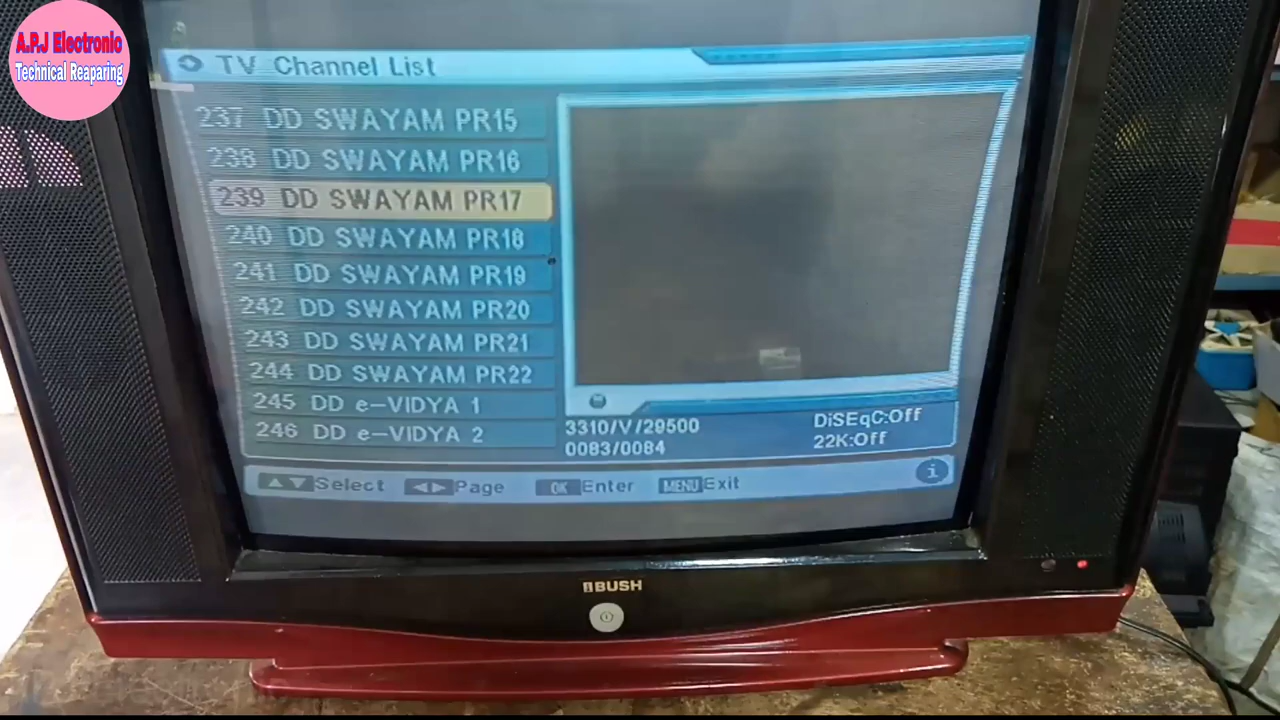 A.P.J Electronic
Technical Reaparing
TV Channel List
237 DD SWAYAM PR15
238 DD SWAYAM PR16
239 DD SWAYAM PR17
240 DD SWAYAM PR18
241 DD SWAYAM PR19
242 DD SWAYAM PR20
243 DD SWAYAM PR21
244 DD SWAYAM PR22
245 DD e-VIDYA 1
246 DD e-VIDYA 2
3310/V/29500 DiSEqC:Off
0083/0084 22K:Off
Select Page OK Enter MENU Exit i
BUSH